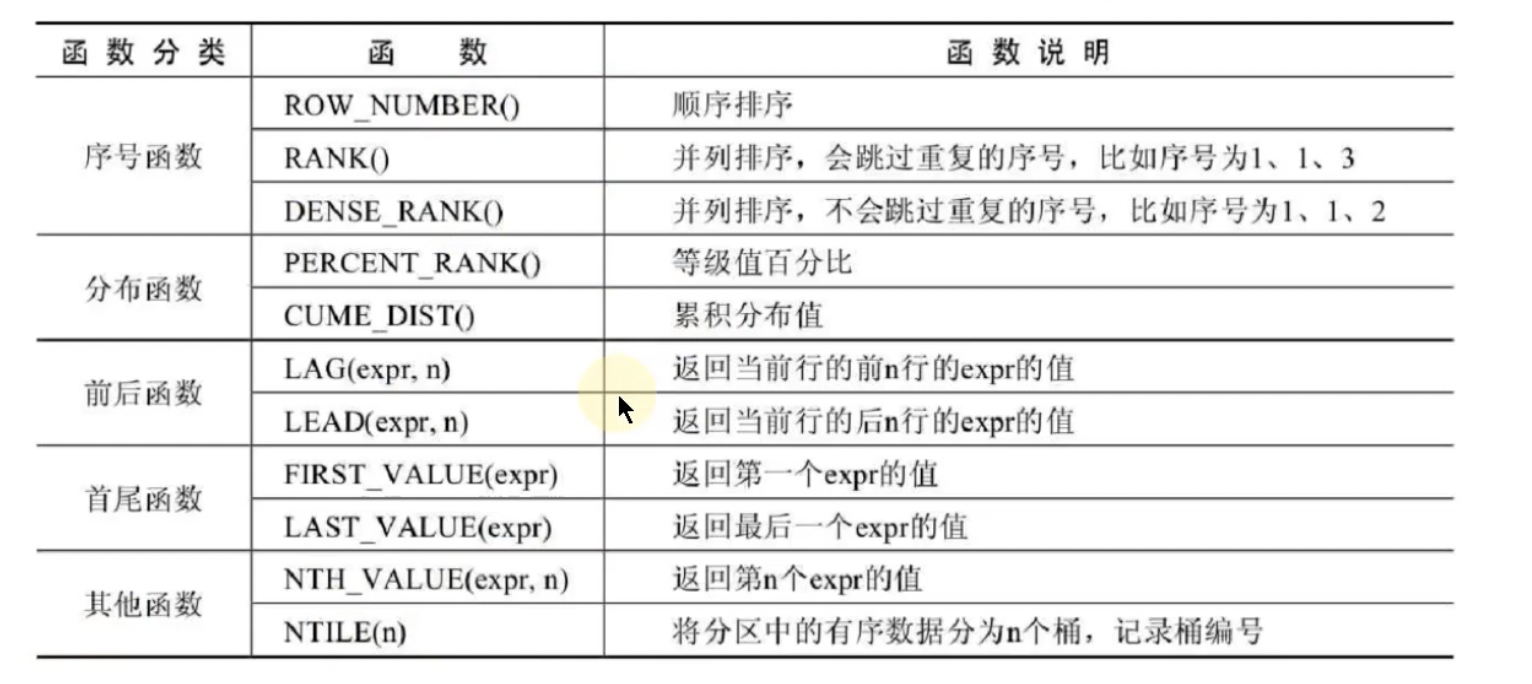 函数分类 函数 函数说明
序号函数
ROW_NUMBER() 顺序排序
RANK() 并列排序，会跳过重复的序号，比如序号为1、1、3
DENSE_RANK() 并列排序，不会跳过重复的序号，比如序号为1、1、2
分布函数
PERCENT_RANK() 等级值百分比
CUME_DIST() 累积分布值
前后函数
LAG(expr, n) 返回当前行的前n行的expr的值
LEAD(expr, n) 返回当前行的后n行的expr的值
首尾函数
FIRST_VALUE(expr) 返回第一个expr的值
LAST_VALUE(expr) 返回最后一个expr的值
其他函数
NTH_VALUE(expr, n) 返回第n个expr的值
NTILE(n) 将分区中的有序数据分为n个桶，记录桶编号